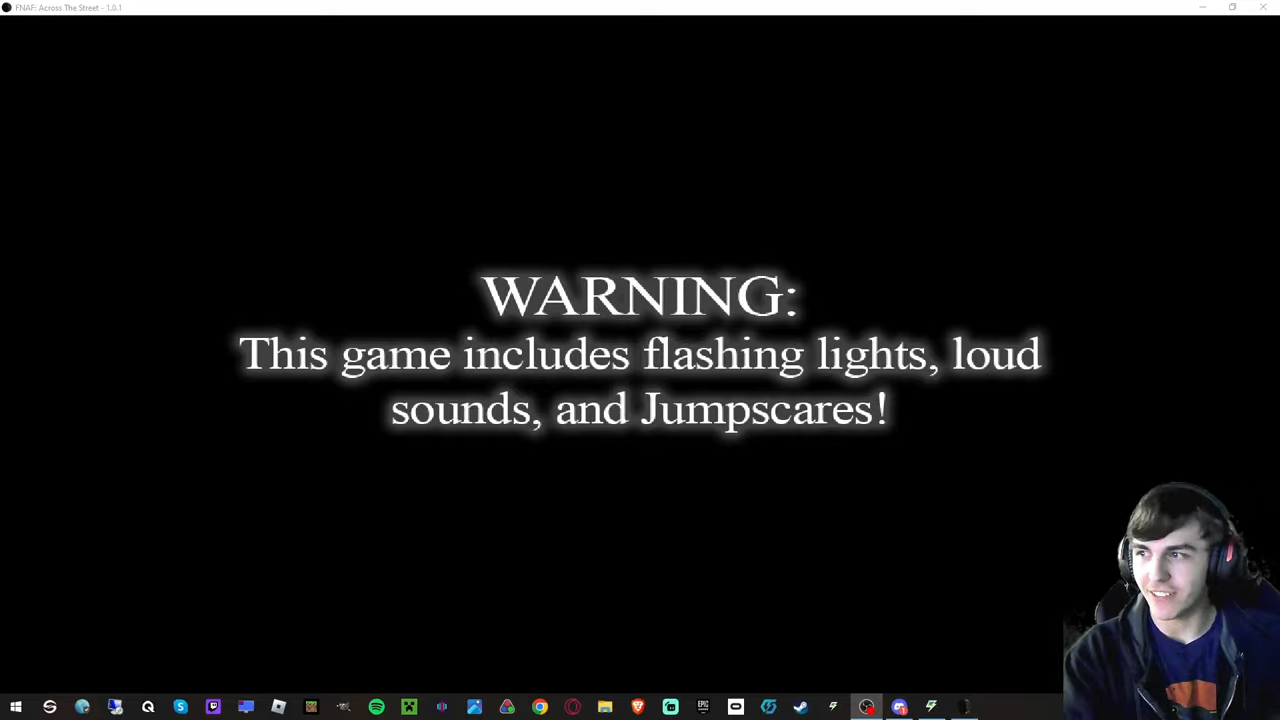 FNAF: Across The Street - 1.0.1
WARNING:
This game includes flashing lights, loud
sounds, and Jumpscares!